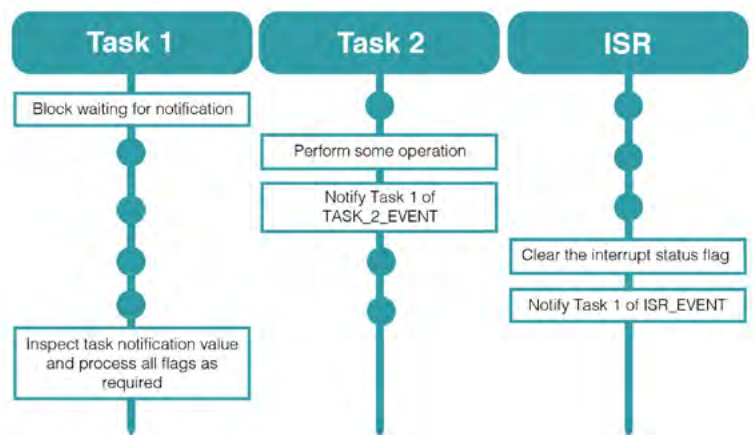 Task 1
Task 2
ISR
Block waiting for notification
Perform some operation
Notify Task 1 of
TASK_2_EVENT
Clear the interrupt status flag
Notify Task 1 of ISR_EVENT
Inspect task notification value
and process all flags as
required